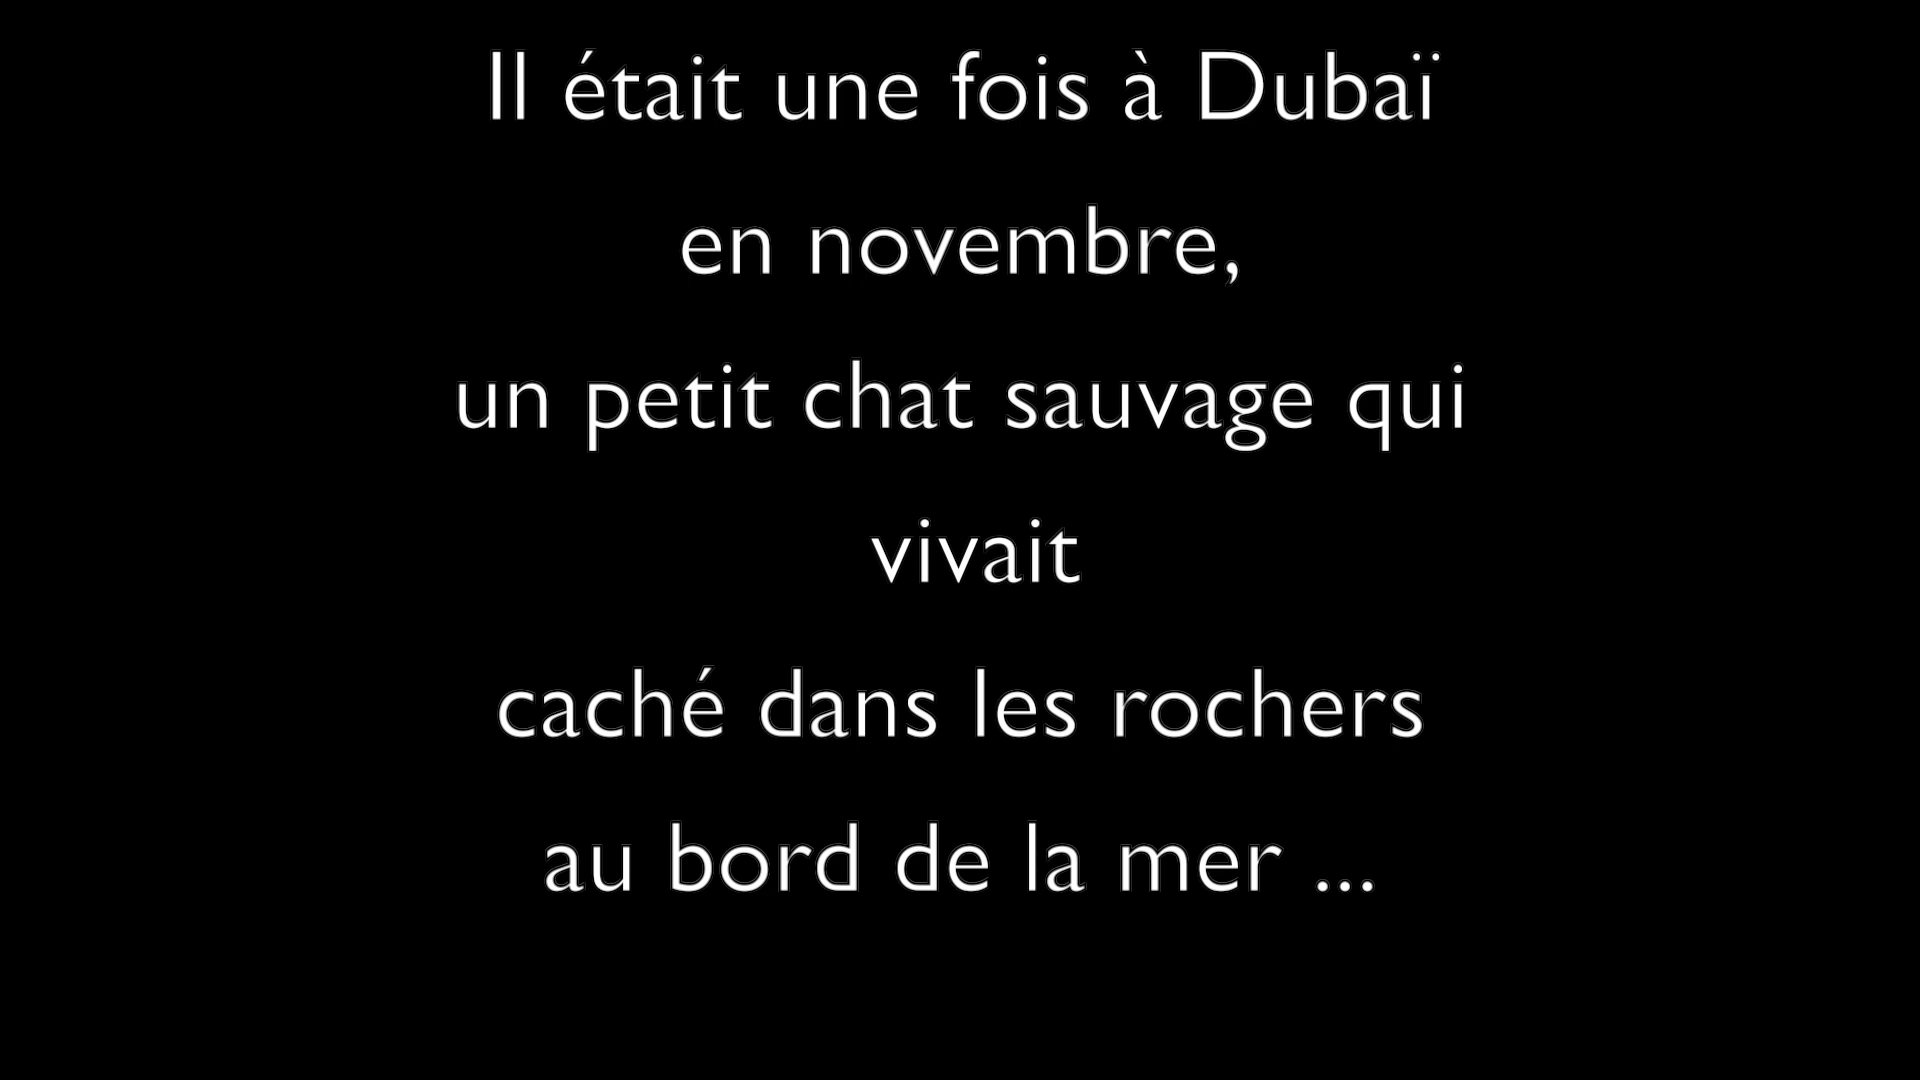 Il était une fois à Dubaï
en novembre,
un petit chat sauvage qui
vivait
caché dans les rochers
au bord de la mer ...